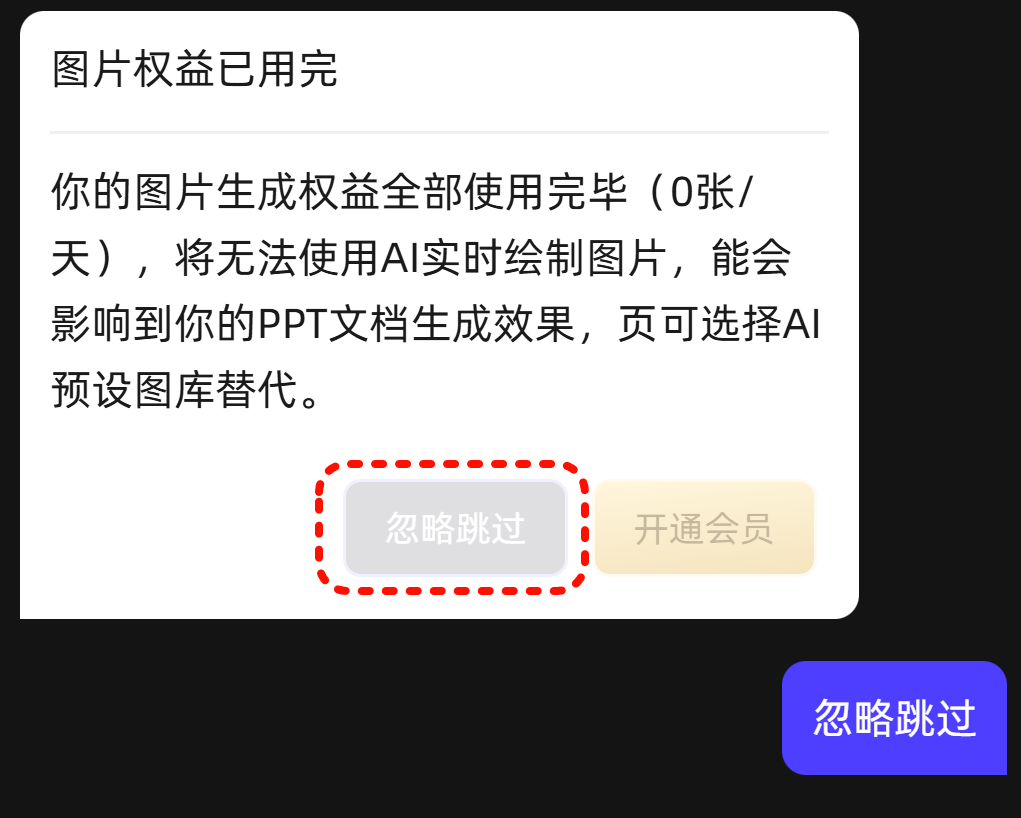 图片权益已用完
你的图片生成权益全部使用完毕（0张/
天），将无法使用AI实时绘制图片，能会
影响到你的PPT文档生成效果，页可选择AI
预设图库替代。
忽略跳过 开通会员
忽略跳过